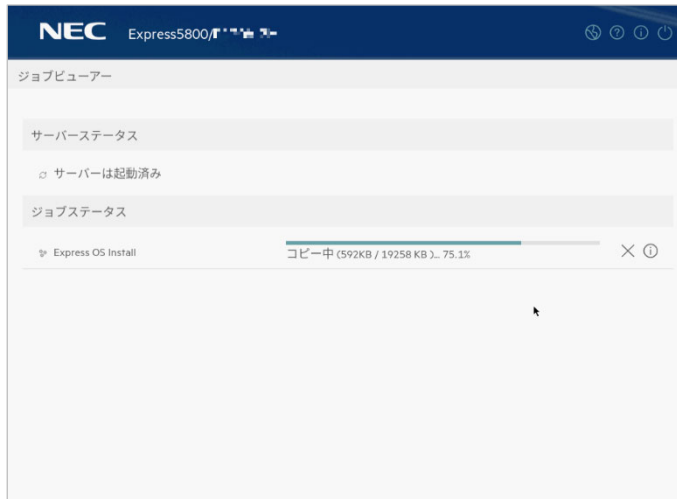 NEC Express5800/
ジョブビューアー
サーバーステータス
サーバーは起動済み
ジョブステータス
Express OS Install
コピー中 (592KB / 19258 KB )... 75.1%